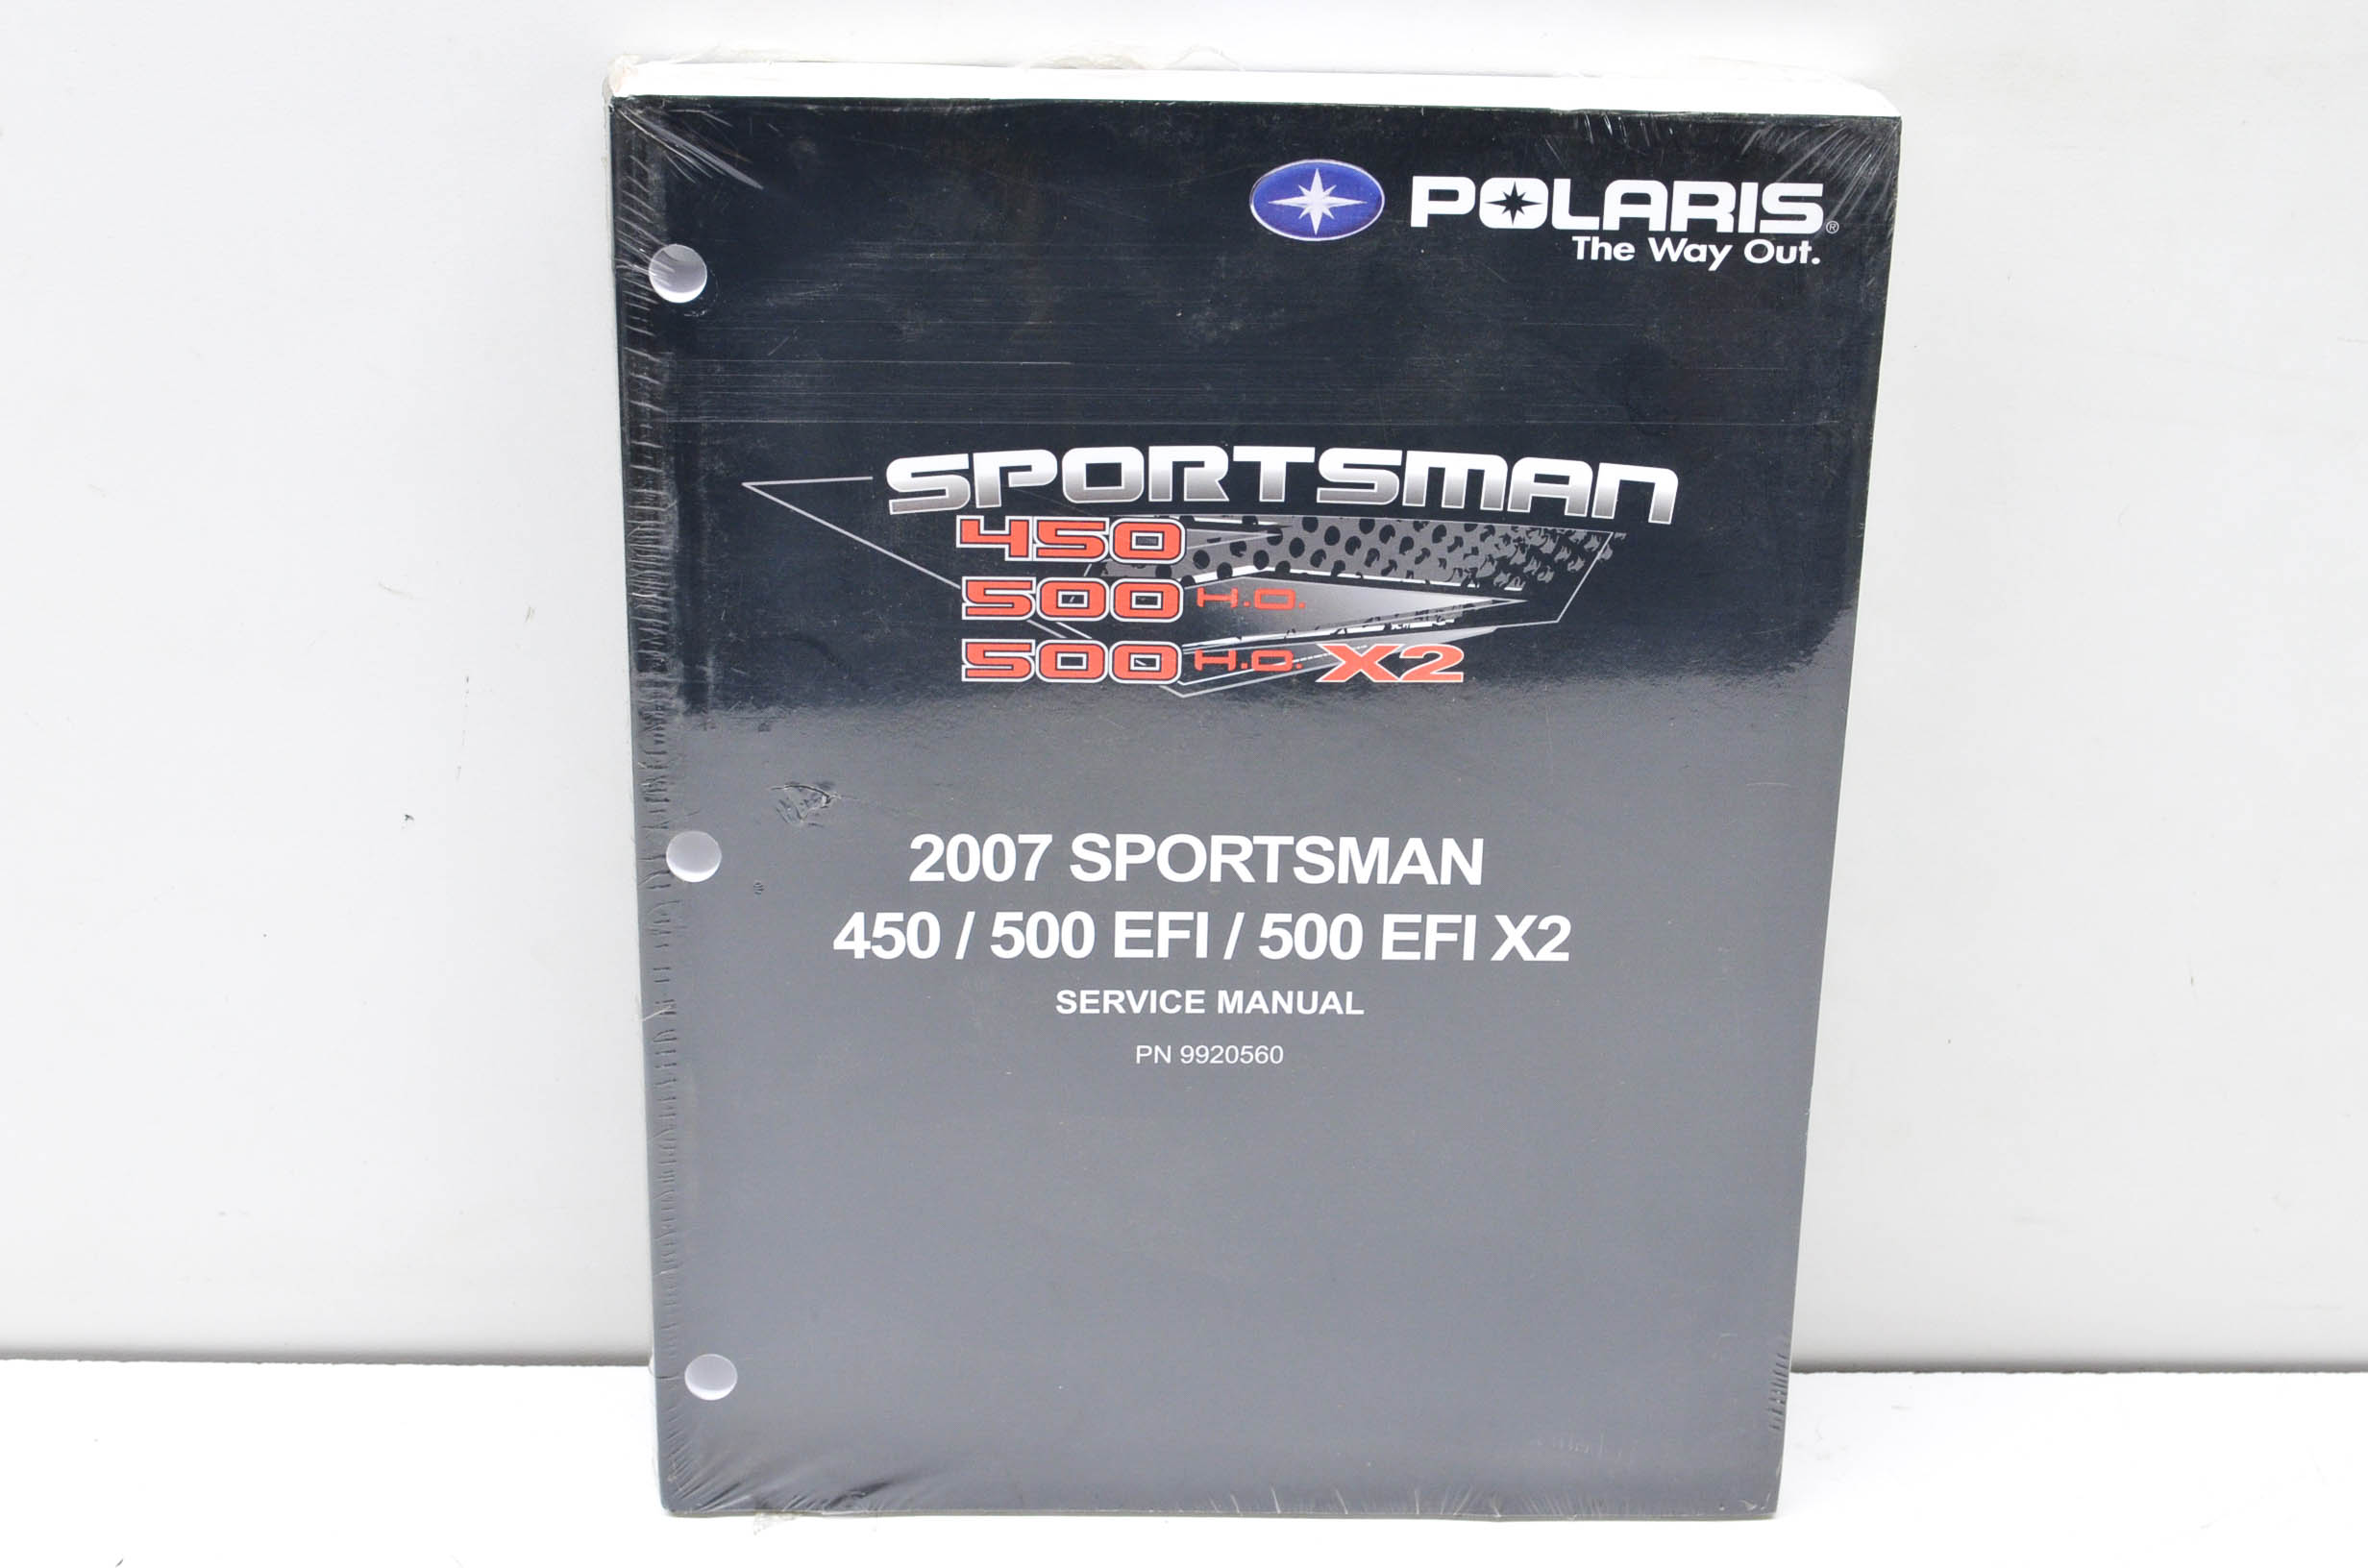 POLARIS®
The Way Out.
SPORTSMAN
450
500 H.O.
500 H.O. X2
2007 SPORTSMAN
450 / 500 EFI / 500 EFI X2
SERVICE MANUAL
PN 9920560